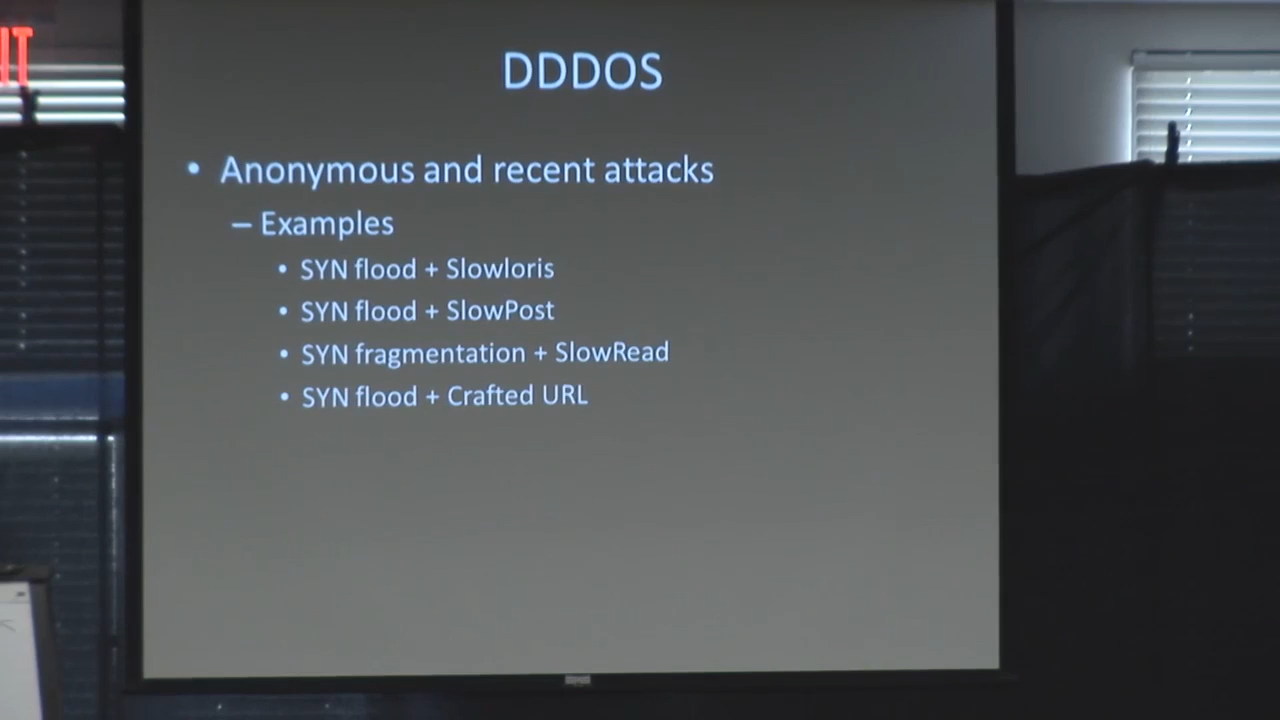 IT
DDDOS
• Anonymous and recent attacks
– Examples
• SYN flood + Slowloris
• SYN flood + SlowPost
• SYN fragmentation + SlowRead
• SYN flood + Crafted URL